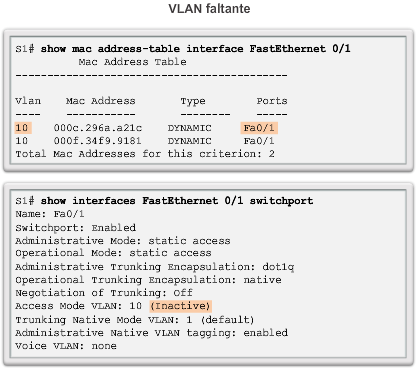 VLAN faltante
S1# show mac address-table interface FastEthernet 0/1
Mac Address Table
-------------------------------------------
Vlan Mac Address Type Ports
---- ----------- -------- -----
10 000c.296a.a21c DYNAMIC Fa0/1
10 000f.34f9.9181 DYNAMIC Fa0/1
Total Mac Addresses for this criterion: 2
S1# show interfaces FastEthernet 0/1 switchport
Name: Fa0/1
Switchport: Enabled
Administrative Mode: static access
Operational Mode: static access
Administrative Trunking Encapsulation: dot1q
Operational Trunking Encapsulation: native
Negotiation of Trunking: Off
Access Mode VLAN: 10 (Inactive)
Trunking Native Mode VLAN: 1 (default)
Administrative Native VLAN tagging: enabled
Voice VLAN: none